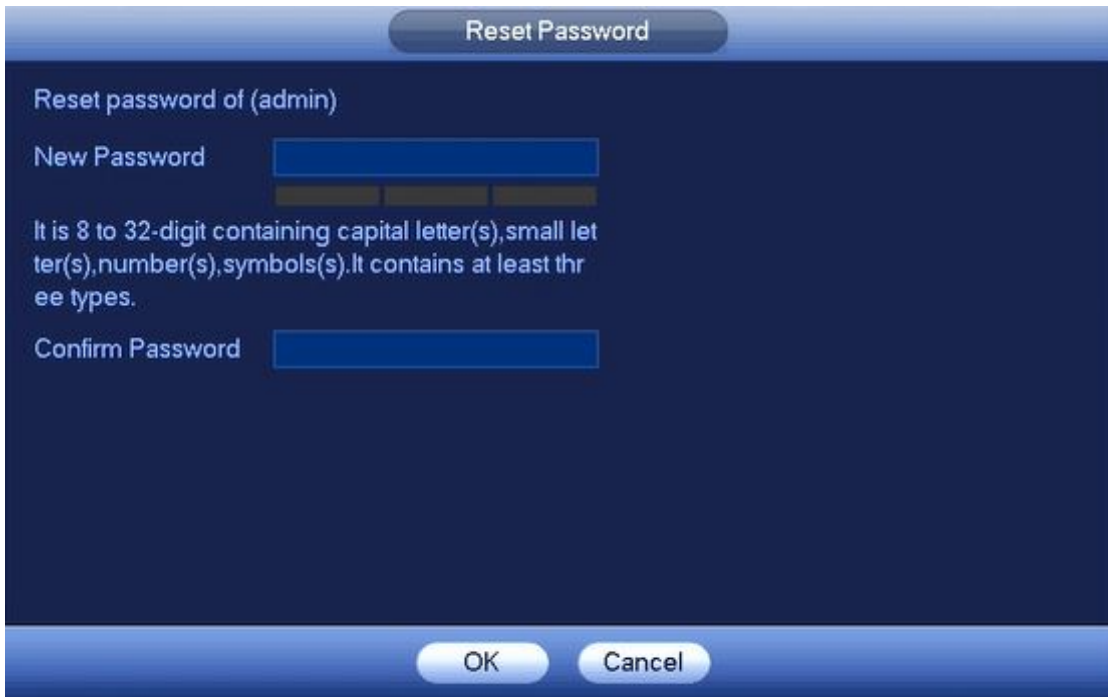 Reset Password
Reset password of (admin)
New Password
It is 8 to 32-digit containing capital letter(s),small let
ter(s),number(s),symbols(s).It contains at least thr
ee types.
Confirm Password
OK Cancel